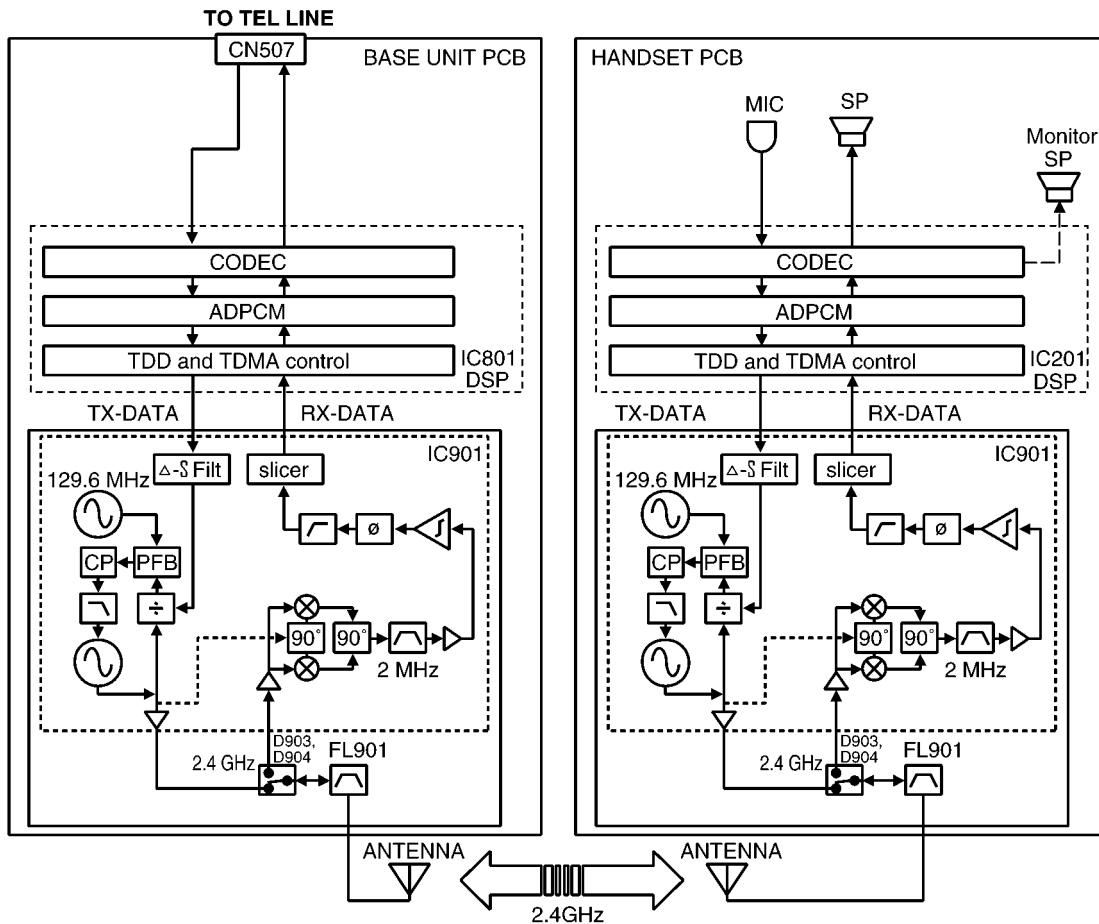 TO TEL LINE
CN507
BASE UNIT PCB
CODEC
ADPCM
TDD and TDMA control
IC801
DSP
TX-DATA
RX-DATA
IC901
△-S Filt
slicer
129.6 MHz
ø
CP
PFB
÷
90°
90°
2 MHz
D903,
D904
2.4 GHz
FL901
ANTENNA
HANDSET PCB
MIC
SP
Monitor
SP
CODEC
ADPCM
TDD and TDMA control
IC201
DSP
TX-DATA
RX-DATA
IC901
△-S Filt
slicer
129.6 MHz
ø
CP
PFB
÷
90°
90°
2 MHz
D903,
D904
2.4 GHz
FL901
ANTENNA
2.4GHz